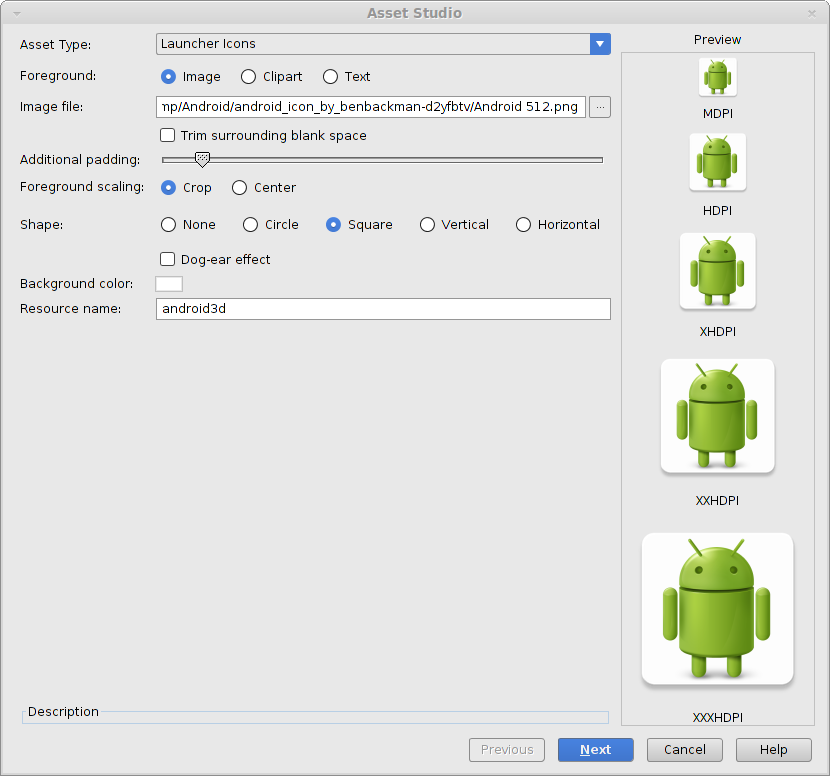 Asset Studio
Asset Type: Launcher Icons
Foreground: Image Clipart Text
Image file: mp/Android/android_icon_by_benbackman-d2yfbtv/Android 512.png ...
Trim surrounding blank space
Additional padding:
Foreground scaling: Crop Center
Shape: None Circle Square Vertical Horizontal
Dog-ear effect
Background color:
Resource name: android3d
Description
Preview
MDPI
HDPI
XHDPI
XXHDPI
XXXHDPI
Previous Next Cancel Help